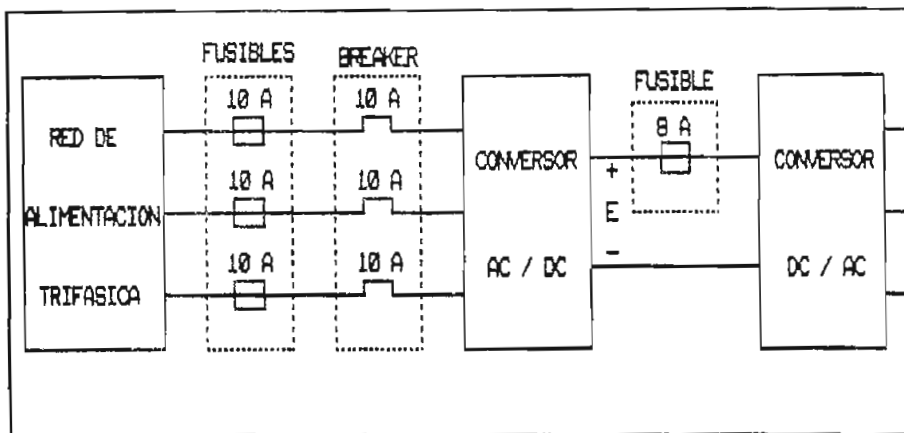 FUSIBLES
BREAKER
FUSIBLE
10 A
10 A
8 A
RED DE
CONVERSOR
CONVERSOR
+
10 A
10 A
ALIMENTACION
E
-
10 A
10 A
AC / DC
DC / AC
TRIFASICA